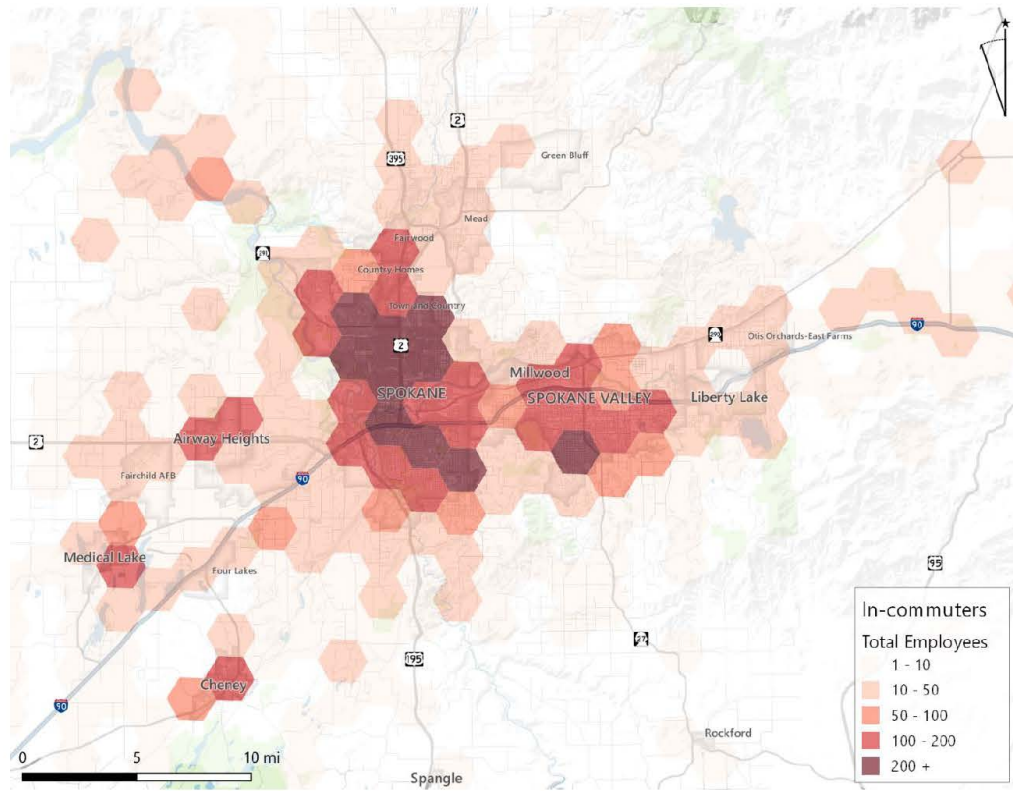 2
395
Green Bluff
Mead
Fairwood
291
Country Homes
Town and Country
90
290
Otis Orchards-East Farms
2
Millwood
SPOKANE
SPOKANE VALLEY
Liberty Lake
Airway Heights
2
Fairchild AFB
90
Medical Lake
Four Lakes
95
In-commuters
Total Employees
1 - 10
10 - 50
50 - 100
100 - 200
200 +
27
195
Cheney
90
Rockford
0 5 10 mi
Spangle